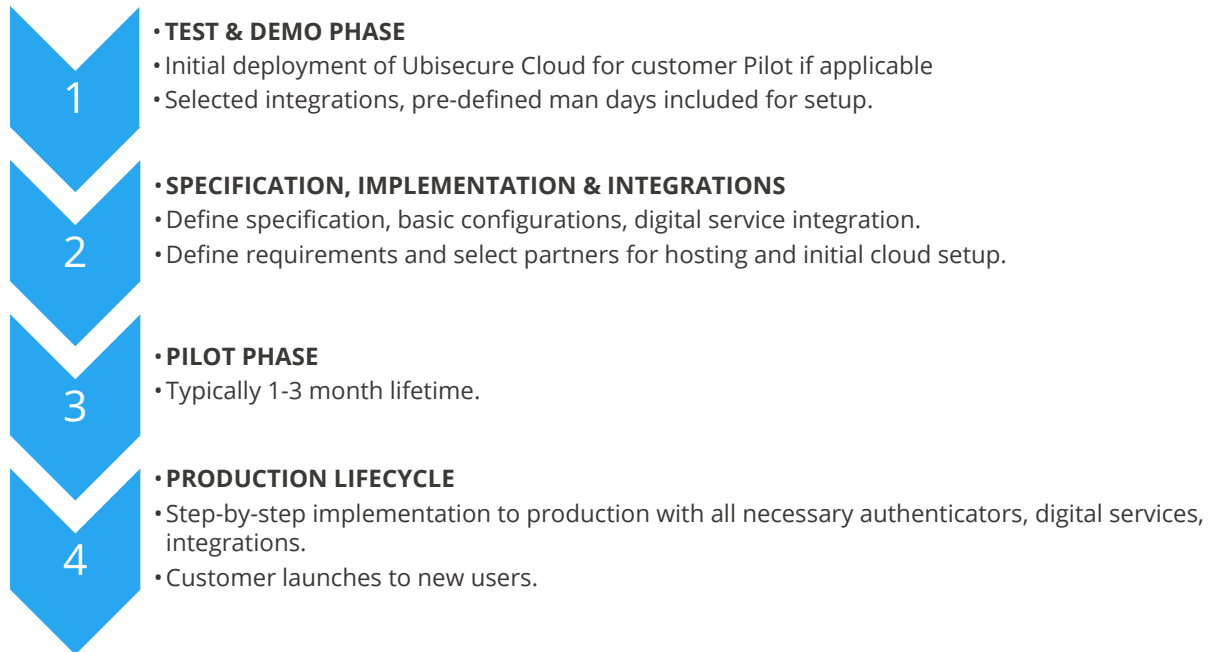 1
• TEST & DEMO PHASE
• Initial deployment of Ubisecure Cloud for customer Pilot if applicable
• Selected integrations, pre-defined man days included for setup.
2
• SPECIFICATION, IMPLEMENTATION & INTEGRATIONS
• Define specification, basic configurations, digital service integration.
• Define requirements and select partners for hosting and initial cloud setup.
3
• PILOT PHASE
• Typically 1-3 month lifetime.
4
• PRODUCTION LIFECYCLE
• Step-by-step implementation to production with all necessary authenticators, digital services,
integrations.
• Customer launches to new users.